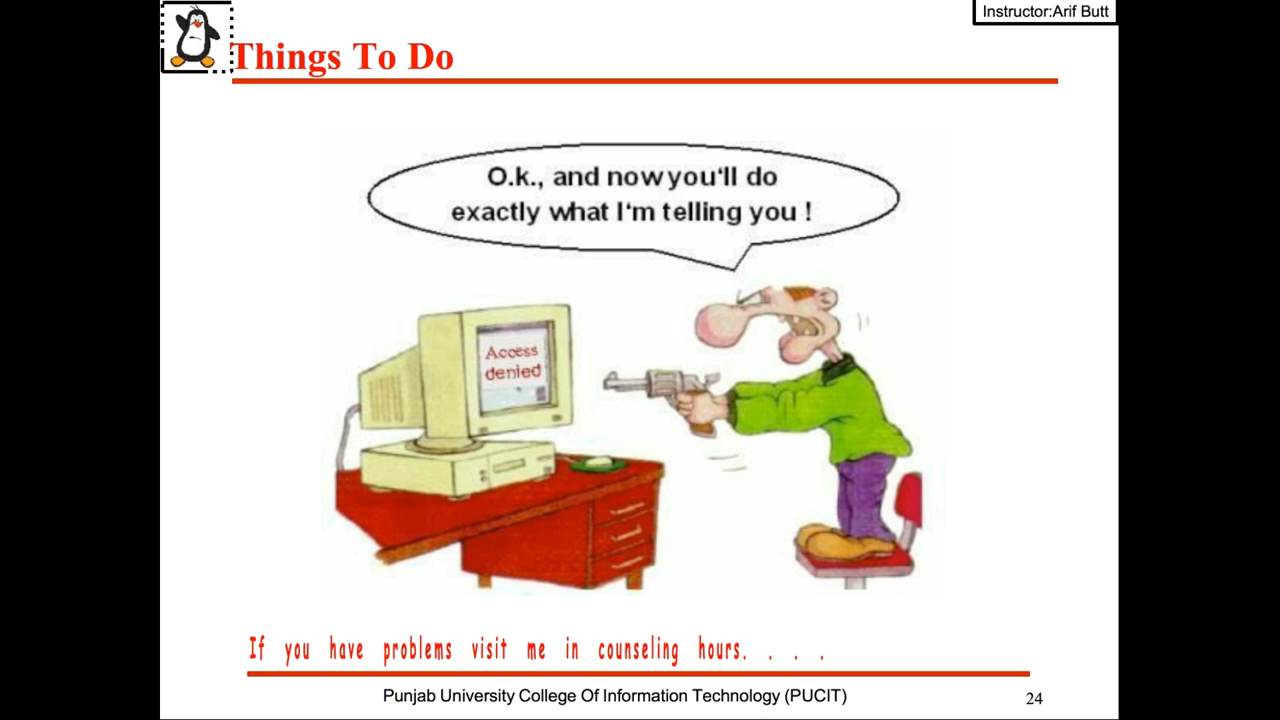 Instructor:Arif Butt
Things To Do
O.k., and now you'll do
exactly what I'm telling you !
Access
denied
If you have problems visit me in counseling hours. . . .
Punjab University College Of Information Technology (PUCIT)
24